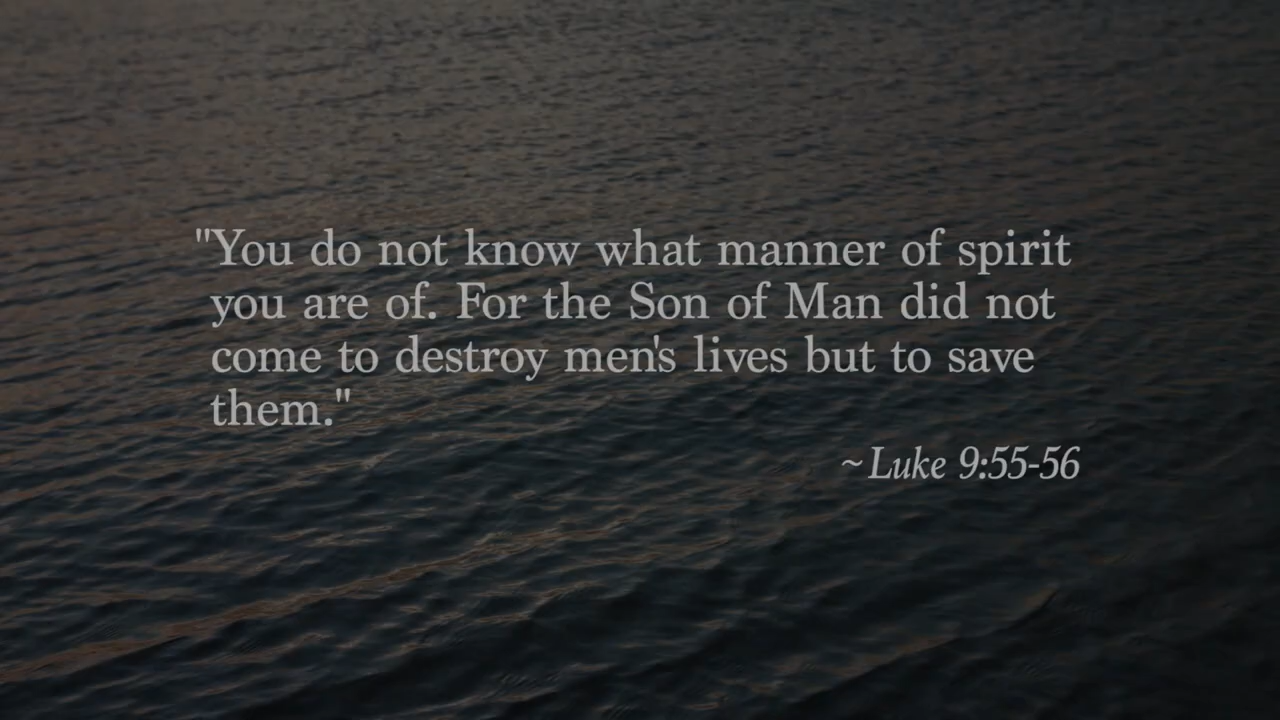 "You do not know what manner of spirit
you are of. For the Son of Man did not
come to destroy men's lives but to save
them."
~Luke 9:55-56